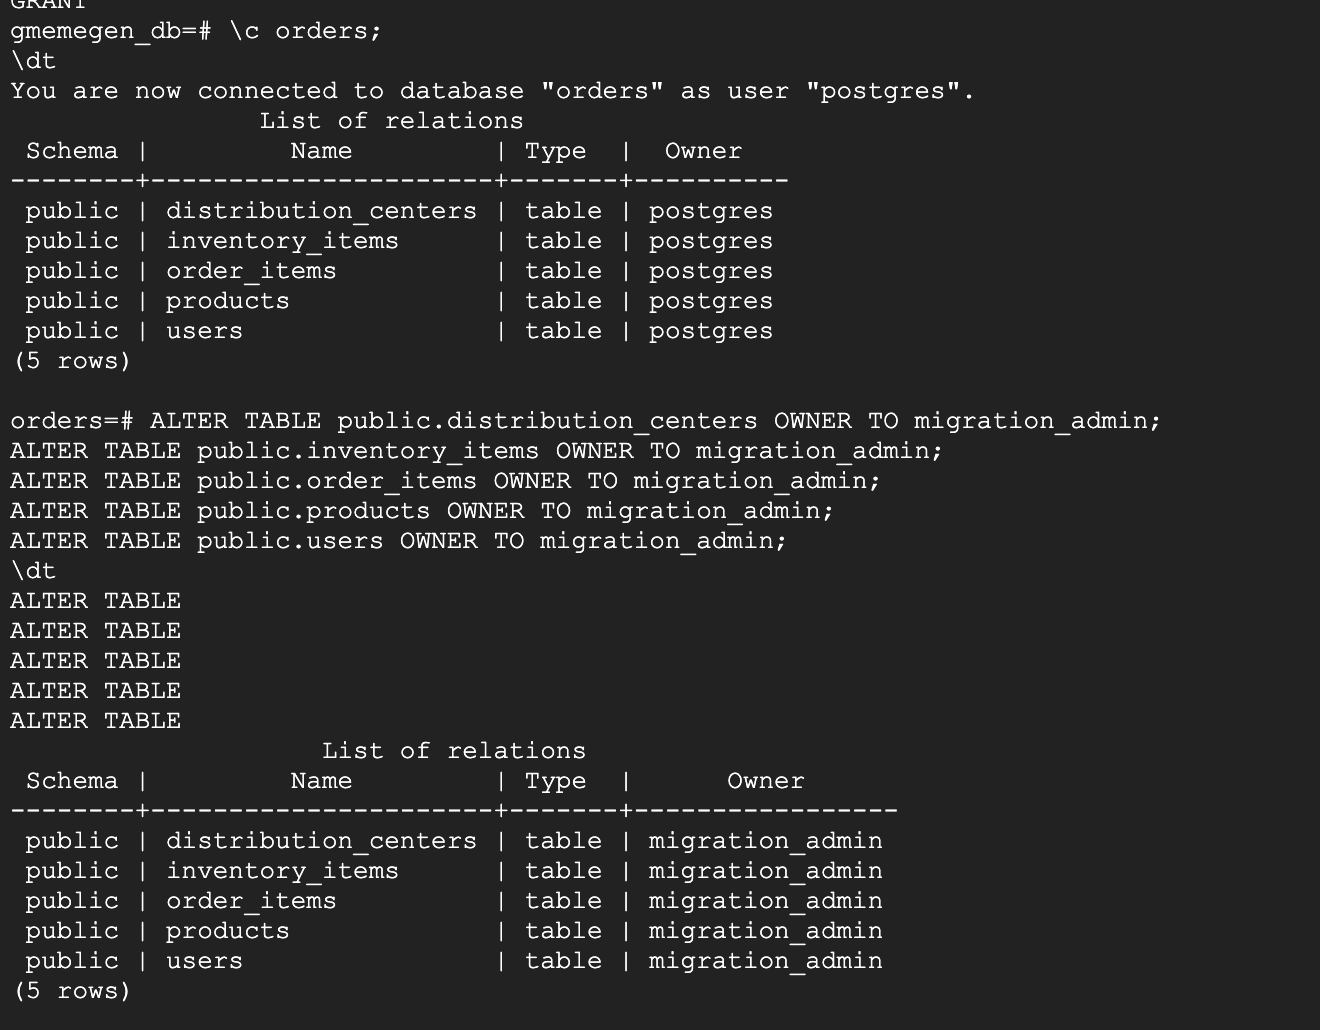 GRANT
gmemegen_db=# \c orders;
\dt
You are now connected to database "orders" as user "postgres".
                List of relations
 Schema |         Name         | Type  |  Owner
--------+----------------------+-------+----------
 public | distribution_centers | table | postgres
 public | inventory_items      | table | postgres
 public | order_items          | table | postgres
 public | products             | table | postgres
 public | users                | table | postgres
(5 rows)

orders=# ALTER TABLE public.distribution_centers OWNER TO migration_admin;
ALTER TABLE public.inventory_items OWNER TO migration_admin;
ALTER TABLE public.order_items OWNER TO migration_admin;
ALTER TABLE public.products OWNER TO migration_admin;
ALTER TABLE public.users OWNER TO migration_admin;
\dt
ALTER TABLE
ALTER TABLE
ALTER TABLE
ALTER TABLE
ALTER TABLE
                    List of relations
 Schema |         Name         | Type  |      Owner
--------+----------------------+-------+-----------------
 public | distribution_centers | table | migration_admin
 public | inventory_items      | table | migration_admin
 public | order_items          | table | migration_admin
 public | products             | table | migration_admin
 public | users                | table | migration_admin
(5 rows)